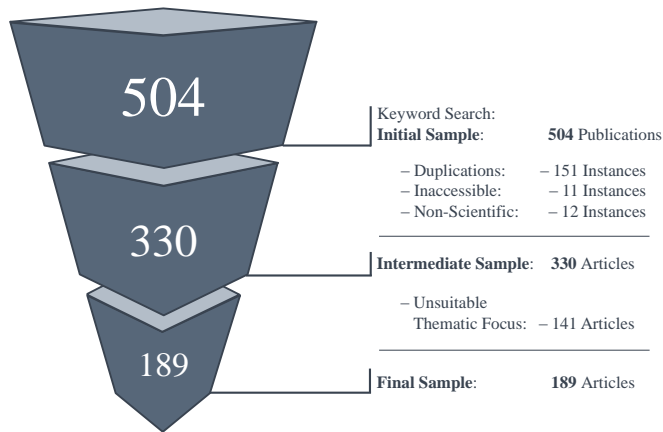 504
Keyword Search:
Initial Sample: 504 Publications
– Duplications: – 151 Instances
– Inaccessible: – 11 Instances
– Non-Scientific: – 12 Instances
330
Intermediate Sample: 330 Articles
– Unsuitable
Thematic Focus: – 141 Articles
189
Final Sample: 189 Articles